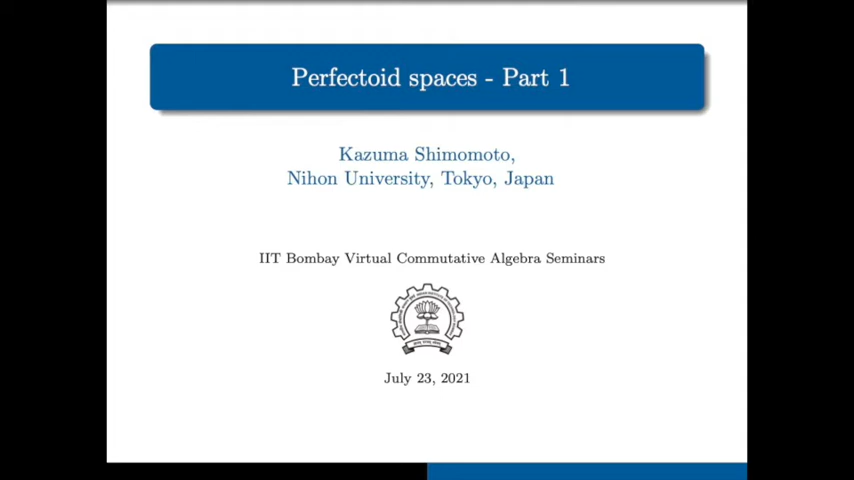 Perfectoid spaces - Part 1
Kazuma Shimomoto,
Nihon University, Tokyo, Japan
IIT Bombay Virtual Commutative Algebra Seminars
July 23, 2021